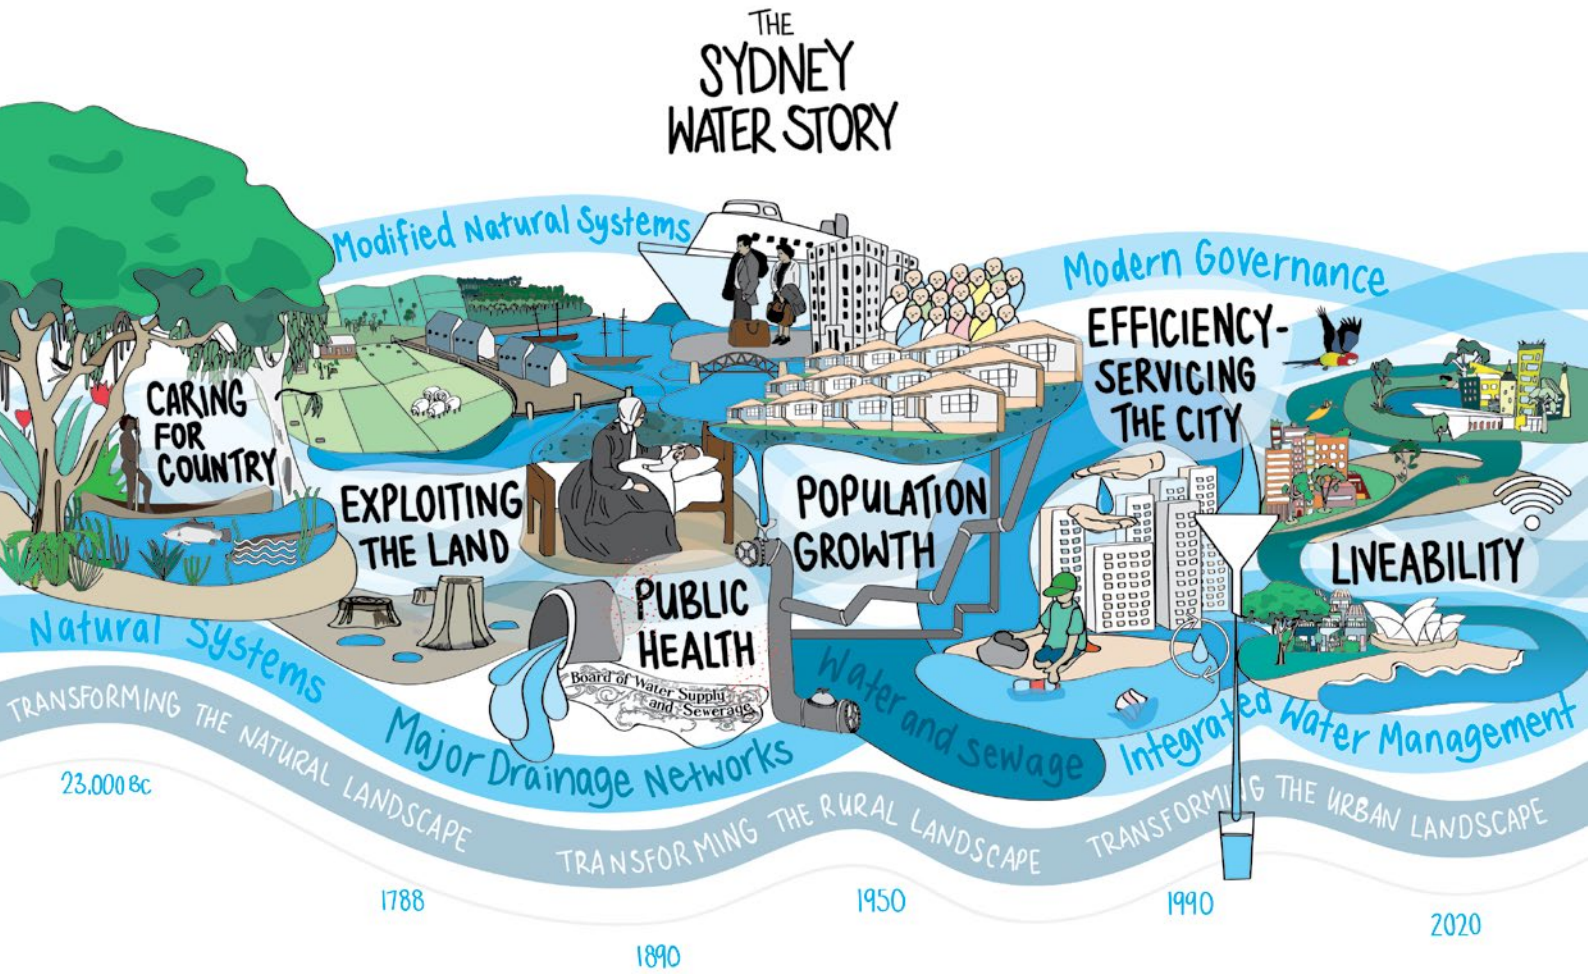 THE
SYDNEY
WATER STORY
Modified Natural Systems
Modern Governance
EFFICIENCY-
SERVICING
THE CITY
CARING
FOR
COUNTRY
EXPLOITING
THE LAND
POPULATION
GROWTH
LIVEABILITY
PUBLIC
HEALTH
Board of Water Supply
and Sewerage
Natural Systems
Major Drainage Networks
Water and sewage
Integrated Water Management
TRANSFORMING THE NATURAL LANDSCAPE
TRANSFORMING THE RURAL LANDSCAPE
TRANSFORMING THE URBAN LANDSCAPE
23.000 BC
1788
1890
1950
1990
2020